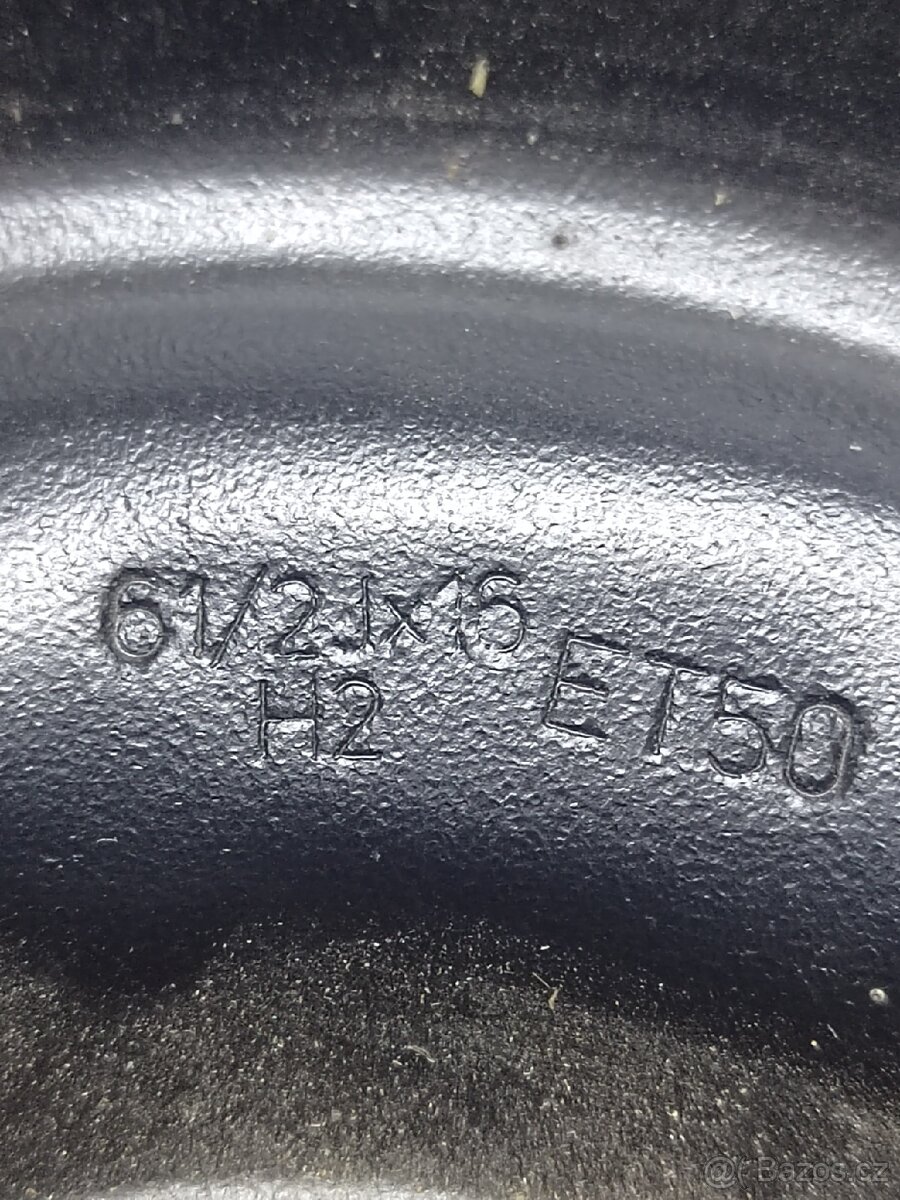 61/2Jx16
H2
ET50
@ Bazos.cz